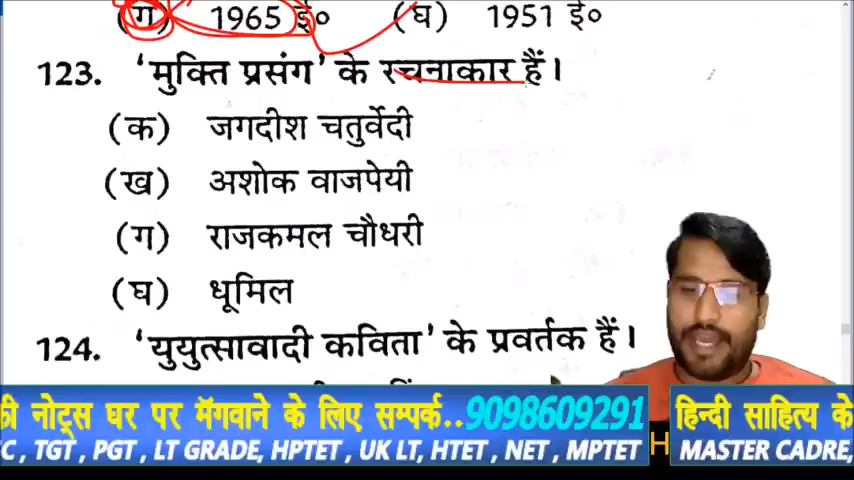 (ग) 1965 ई० (घ) 1951 ई०
123. 'मुक्ति प्रसंग' के रचनाकार हैं।
(क) जगदीश चतुर्वेदी
(ख) अशोक वाजपेयी
(ग) राजकमल चौधरी
(घ) धूमिल
124. 'युयुत्सावादी कविता' के प्रवर्तक हैं।
की नोट्स घर पर मॅगवाने के लिए सम्पर्क..9098609291 हिन्दी साहित्य के
C, TGT, PGT, LT GRADE, HPTET, UK LT, HTET, NET, MPTET H MASTER CADRE,